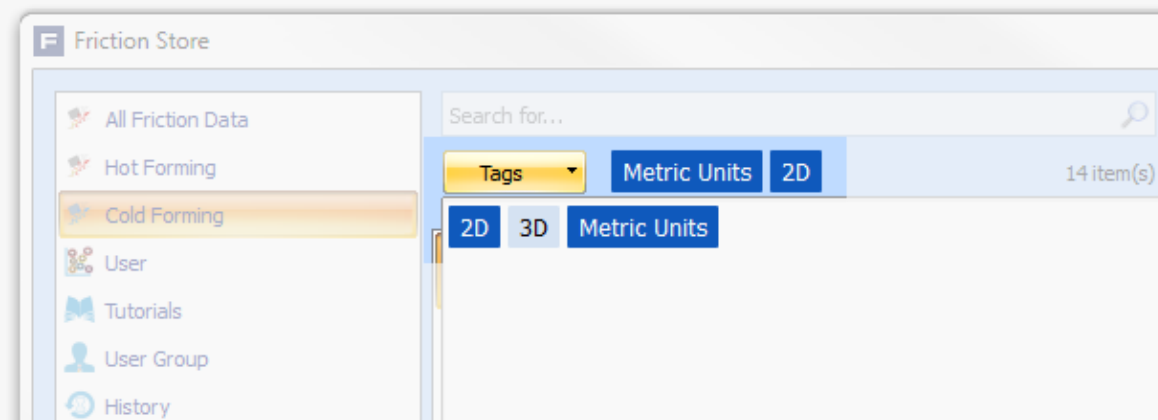 Friction Store
All Friction Data
Hot Forming
Cold Forming
User
Tutorials
User Group
History
Search for...
Tags Metric Units 2D 14 item(s)
2D 3D Metric Units